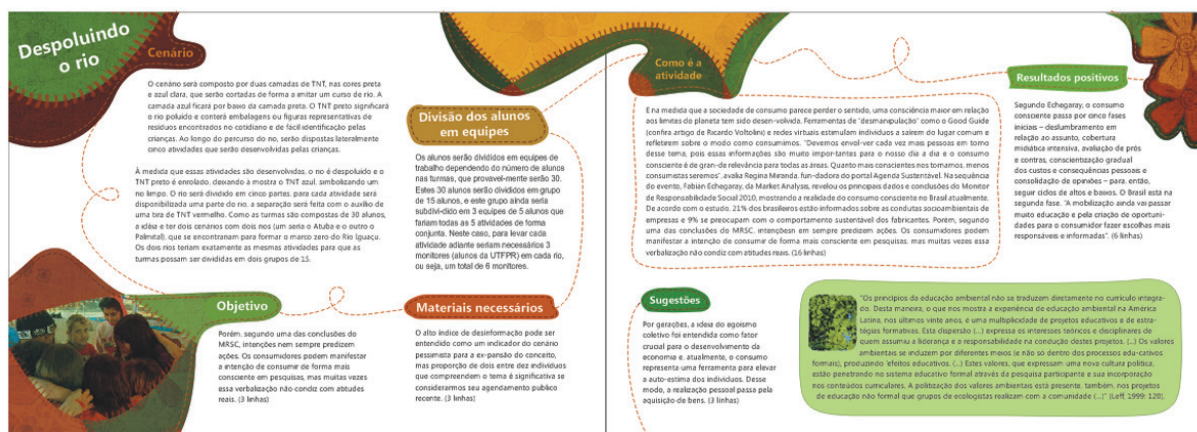 Despoluindo
o rio
Cenário
O cenário será composto por duas camadas de TNT, nas cores preta
e azul clara, que serão cortadas de forma a imitar um curso de rio. A
camada azul ficará por baixo da camada preta. O TNT preto significará
o rio poluído e conterá embalagens ou figuras representativas de
resíduos encontrados no cotidiano e de fácil identificação pelas
crianças. Ao longo do percurso do rio, serão dispostas lateralmente
cinco atividades que serão desenvolvidas pelas crianças.
À medida que essas atividades são desenvolvidas, o rio é despoluído e o
TNT preto é enrolado, deixando à mostra o TNT azul, simbolizando um
rio limpo. O rio será dividido em cinco partes, para cada atividade será
disponibilizada uma parte do rio, a separação será feita com o auxílio de
uma tira de TNT vermelho. Como as turmas são compostas de 30 alunos,
a idéia e ter dois cenários com dois rios (um seria o Atuba e o outro o
Palmital), que se encontrariam para formar o marco zero do Rio Iguaçu.
Os dois rios teriam exatamente as mesmas atividades para que as
turmas possam ser divididas em dois grupos de 15.
Objetivo
Porém, segundo uma das conclusões do
MRSC, intenções nem sempre predizem
ações. Os consumidores podem manifestar
a intenção de consumir de forma mais
consciente em pesquisas, mas muitas vezes
essa verbalização não condiz com atitudes
reais. (3 linhas)
Divisão dos alunos
em equipes
Os alunos serão divididos em equipes de
trabalho dependendo do número de alunos
nas turmas, que provavel-mente serão 30.
Estes 30 alunos serão divididos em grupo
de 15 alunos, e este grupo ainda seria
subdivi-dido em 3 equipes de 5 alunos que
fariam todas as 5 atividades de forma
conjunta. Neste caso, para levar cada
atividade adiante seriam necessários 3
monitores (alunos da UTFPR) em cada rio,
ou seja, um total de 6 monitores.
Materiais necessários
O alto índice de desinformação pode ser
entendido como um indicador do cenário
pessimista para a ex-pansão do conceito,
mas proporção de dois entre dez indivíduos
que compreendem o tema é significativa se
considerarmos seu agendamento publico
recente. (3 linhas)
Como é a
atividade
E na medida que a sociedade de consumo parece perder o sentido, uma consciência maior em relação
aos limites do planeta tem sido desen-volvida. Ferramentas de "desmanipulação" como o Good Guide
(confira artigo de Ricardo Voltolini) e redes virtuais estimulam indivíduos a saírem do lugar comum e
refletirem sobre o modo como consumimos. "Devemos envol-ver cada vez mais pessoas em torno
desse tema, pois essas informações são muito impor-tantes para o nosso dia a dia e o consumo
consciente é de gran-de relevância para todas as áreas. Quanto mais conscientes nos tornamos, menos
consumistas seremos", avalia Regina Miranda, fun-dadora do portal Agenda Sustentável. Na sequência
do evento, Fabián Echegaray, da Market Analysis, revelou os principais dados e conclusões do Monitor
de Responsabilidade Social 2010, mostrando a realidade do consumo consciente no Brasil atualmente.
De acordo com o estudo, 21% dos brasileiros estão informados sobre as condutas socioambientais de
empresas e 9% se preocupam com o comportamento sustentável dos fabricantes. Porém, segundo
uma das conclusões do MRSC, intençõesn em sempre predizem ações. Os consumidores podem
manifestar a intenção de consumir de forma mais consciente em pesquisas, mas muitas vezes essa
verbalização não condiz com atitudes reais. (16 linhas)
Resultados positivos
Segundo Echegaray, o consumo
consciente passa por cinco fases
iniciais – deslumbramento em
relação ao assunto, cobertura
midiática intensiva, avaliação de prós
e contras, conscientização gradual
dos custos e consequências pessoais e
consolidação de opiniões – para, então,
seguir ciclos de altos e baixos. O Brasil está na
segunda fase. "A mobilização ainda vai passar
muito educação e pela criação de oportuni-
dades para o consumidor fazer escolhas mais
responsáveis e informadas". (6 linhas)
Sugestões
Por gerações, a ideia do egoísmo
coletivo foi entendida como fator
crucial para o desenvolvimento da
economia e, atualmente, o consumo
representa uma ferramenta para elevar
a auto-estima dos indivíduos. Desse
modo, a realização pessoal passa pela
aquisição de bens. (3 linhas)
"Os princípios da educação ambiental não se traduzem diretamente no currículo integra-
do. Desta maneira, o que nos mostra a experiência de educação ambiental na América
Latina, nos últimos vinte anos, é uma multiplicidade de projetos educativos e de estra-
tégias formativas. Esta dispersão (...) expressa os interesses teóricos e disciplinares de
quem assumiu a liderança e a responsabilidade na condução destes projetos. (...) Os valores
ambientais se induzem por diferentes meios (e não só dentro dos processos edu-cativos
formais), produzindo 'efeitos educativos. (...) Estes valores, que expressam uma nova cultura política,
estão penetrando no sistema educativo formal através da pesquisa participante e sua incorporação
nos conteúdos curriculares. A politização dos valores ambientais está presente, também, nos projetos
de educação não formal que grupos de ecologistas realizam com a comunidade (...)" (Leff, 1999: 120).